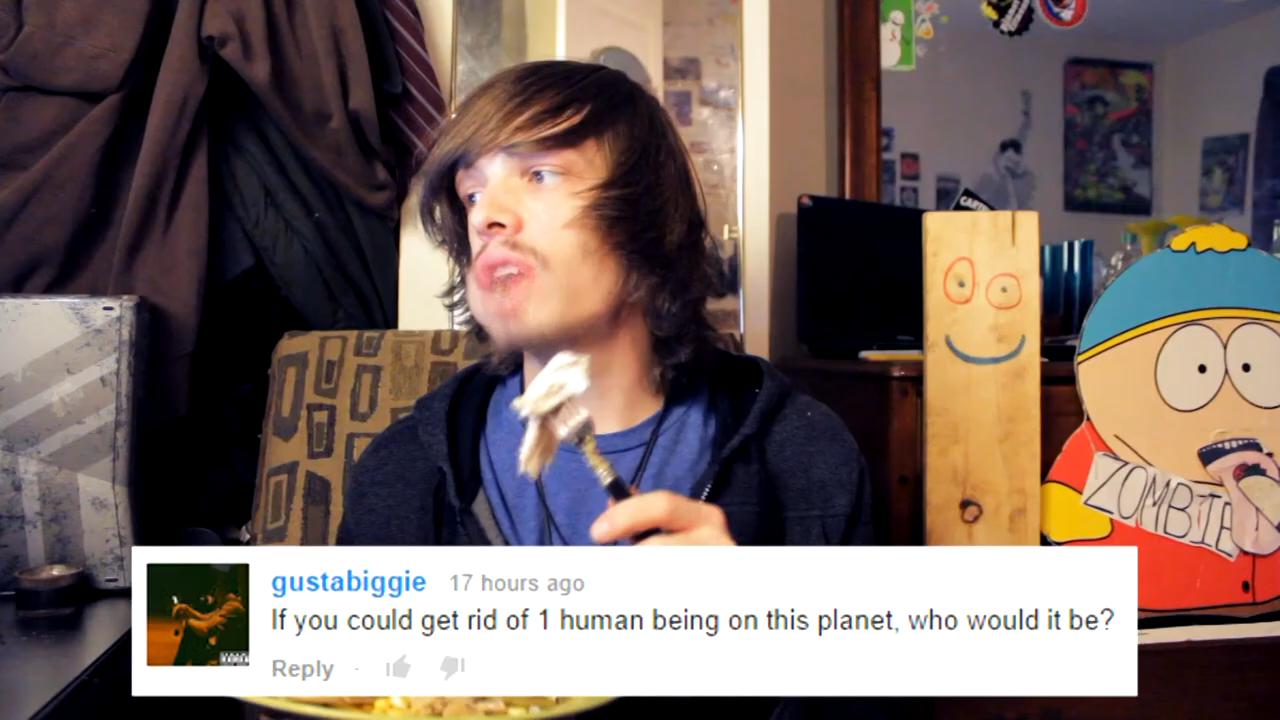 CART
ZOMBIE
gustabiggie 17 hours ago
If you could get rid of 1 human being on this planet, who would it be?
Reply ·